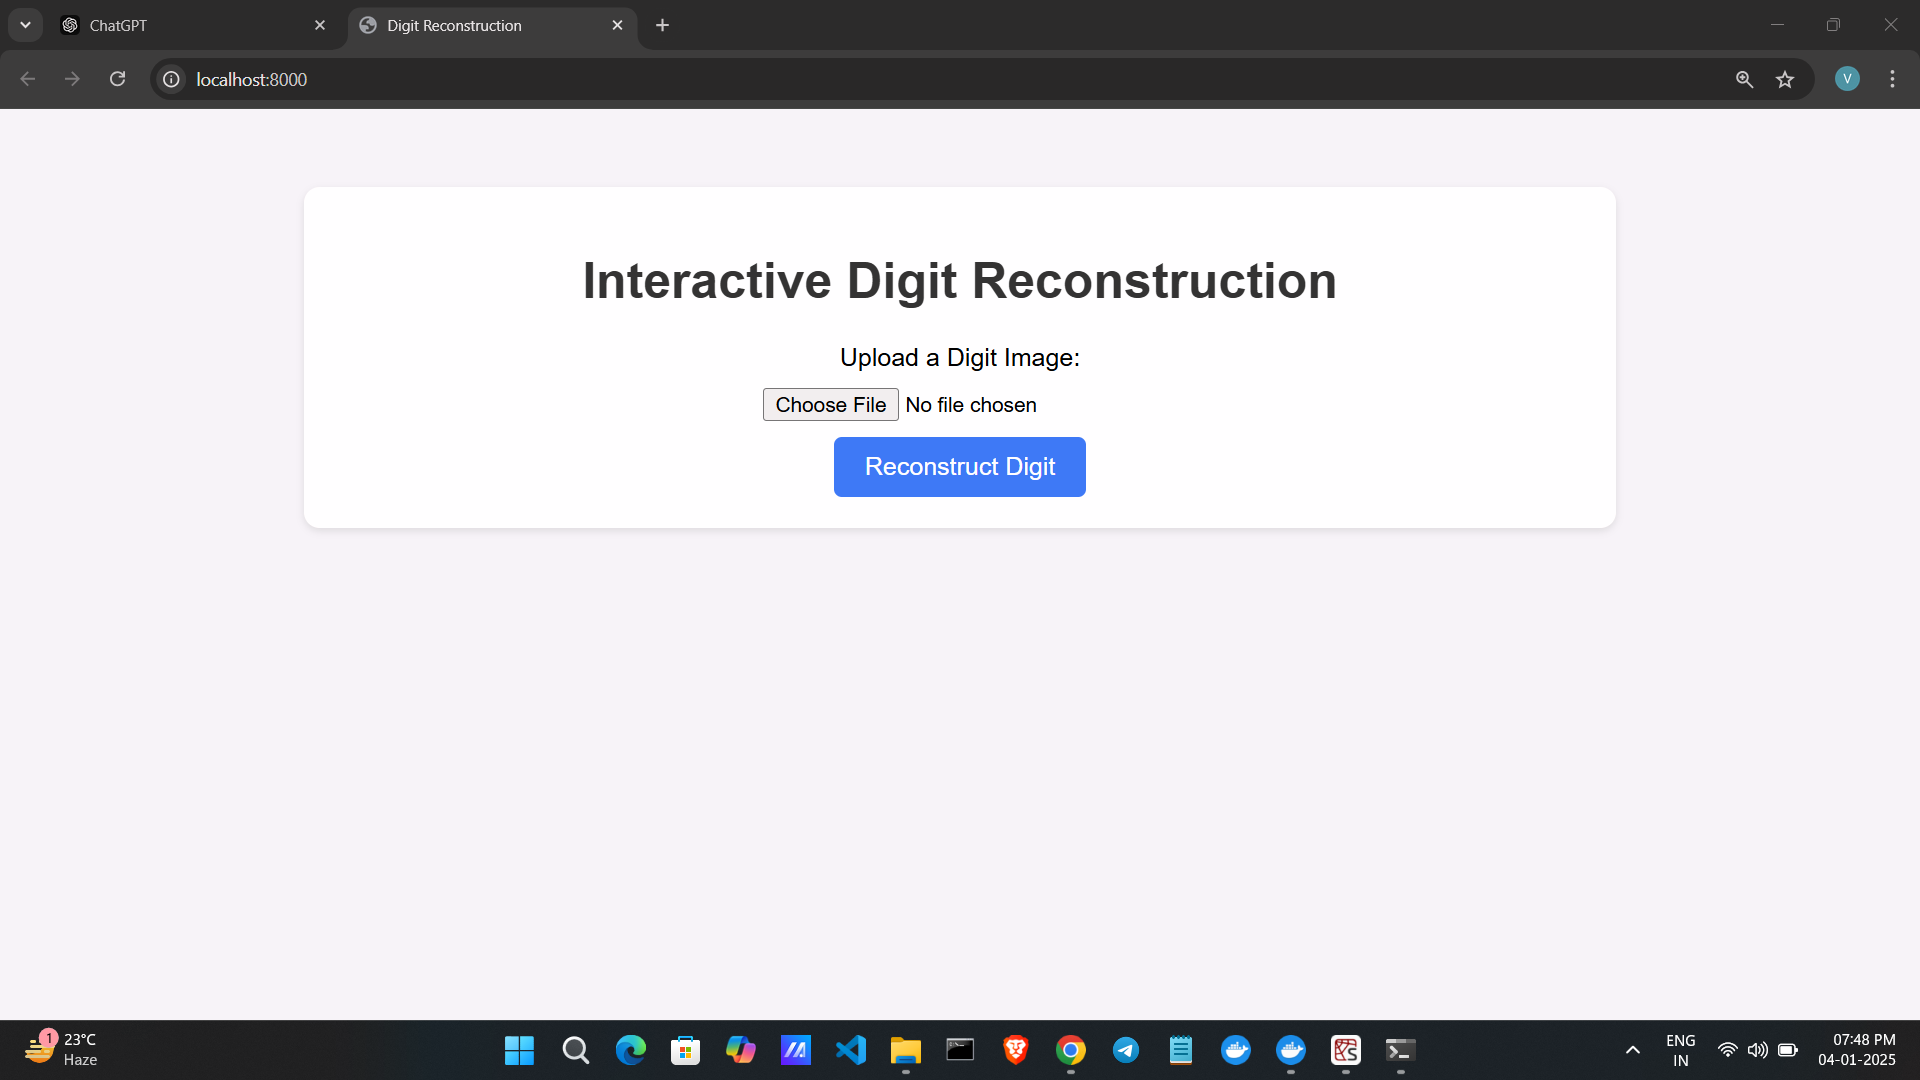 ChatGPT
Digit Reconstruction
localhost:8000
V
Interactive Digit Reconstruction
Upload a Digit Image:
Choose File No file chosen
Reconstruct Digit
1
23°C
Haze
ENG
IN
07:48 PM
04-01-2025